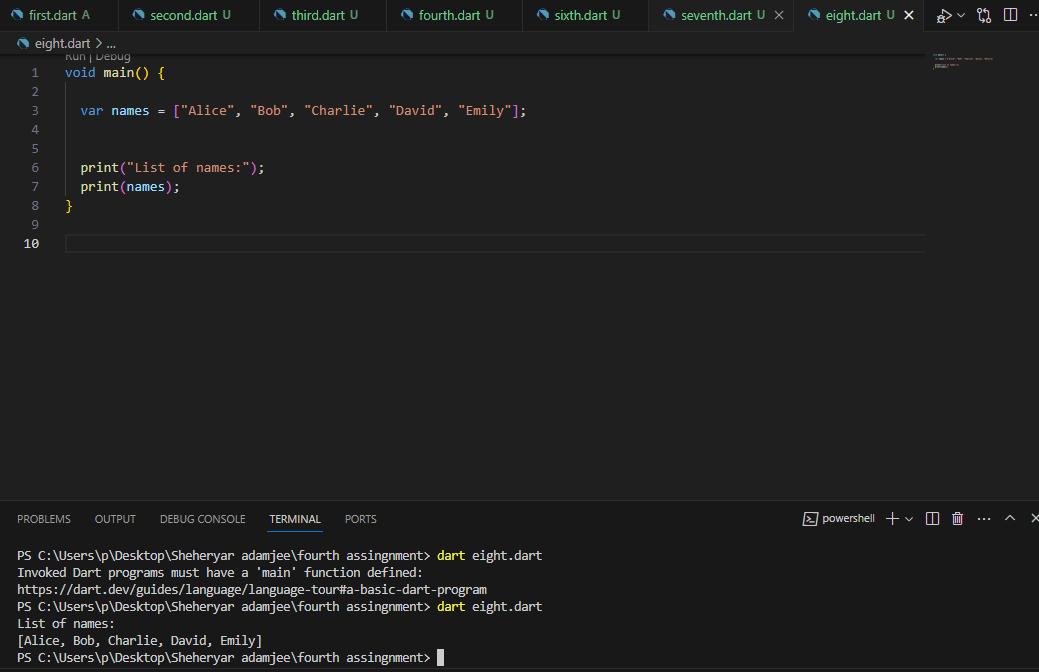 first.dart A second.dart U third.dart U fourth.dart U sixth.dart U seventh.dart U eight.dart U
eight.dart > ...
Run | Debug
1 void main() {
2
3 var names = ["Alice", "Bob", "Charlie", "David", "Emily"];
4
5
6 print("List of names:");
7 print(names);
8 }
9
10
PROBLEMS OUTPUT DEBUG CONSOLE TERMINAL PORTS powershell
PS C:\Users\p\Desktop\Sheheryar adamjee\fourth assingnment> dart eight.dart
Invoked Dart programs must have a 'main' function defined:
https://dart.dev/guides/language/language-tour#a-basic-dart-program
PS C:\Users\p\Desktop\Sheheryar adamjee\fourth assingnment> dart eight.dart
List of names:
[Alice, Bob, Charlie, David, Emily]
PS C:\Users\p\Desktop\Sheheryar adamjee\fourth assingnment>